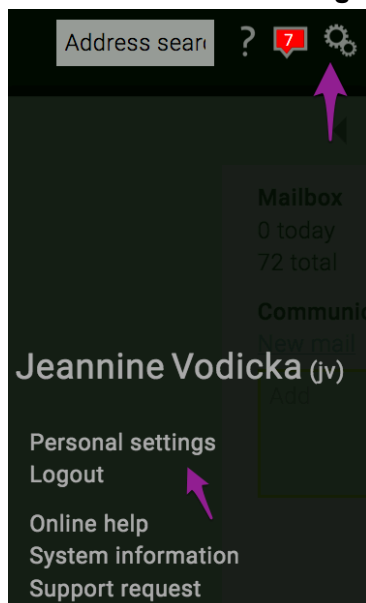 Address sear
?
7
Mailbox
0 today
72 total
Communic
New mail
Add
Jeannine Vodicka (jv)
Personal settings
Logout
Online help
System information
Support request